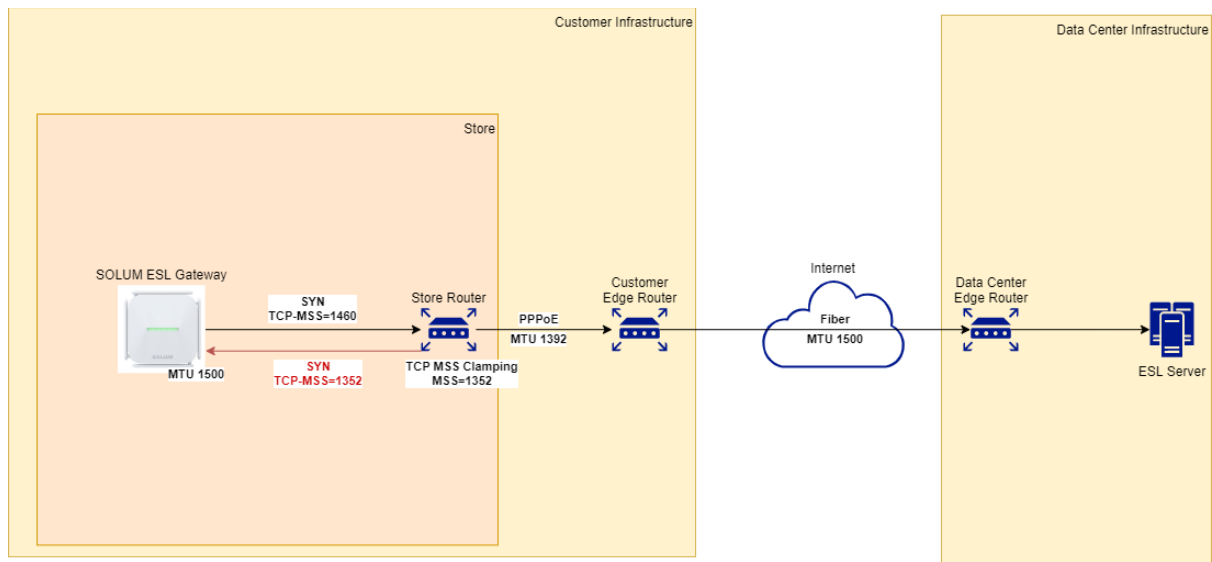 Customer Infrastructure
Data Center Infrastructure
Store
SOLUM ESL Gateway
SYN
TCP-MSS=1460
Store Router
PPPoE
MTU 1392
Customer
Edge Router
Internet
Fiber
MTU 1500
Data Center
Edge Router
ESL Server
SOLUM
MTU 1500
SYN
TCP-MSS=1352
TCP MSS Clamping
MSS=1352